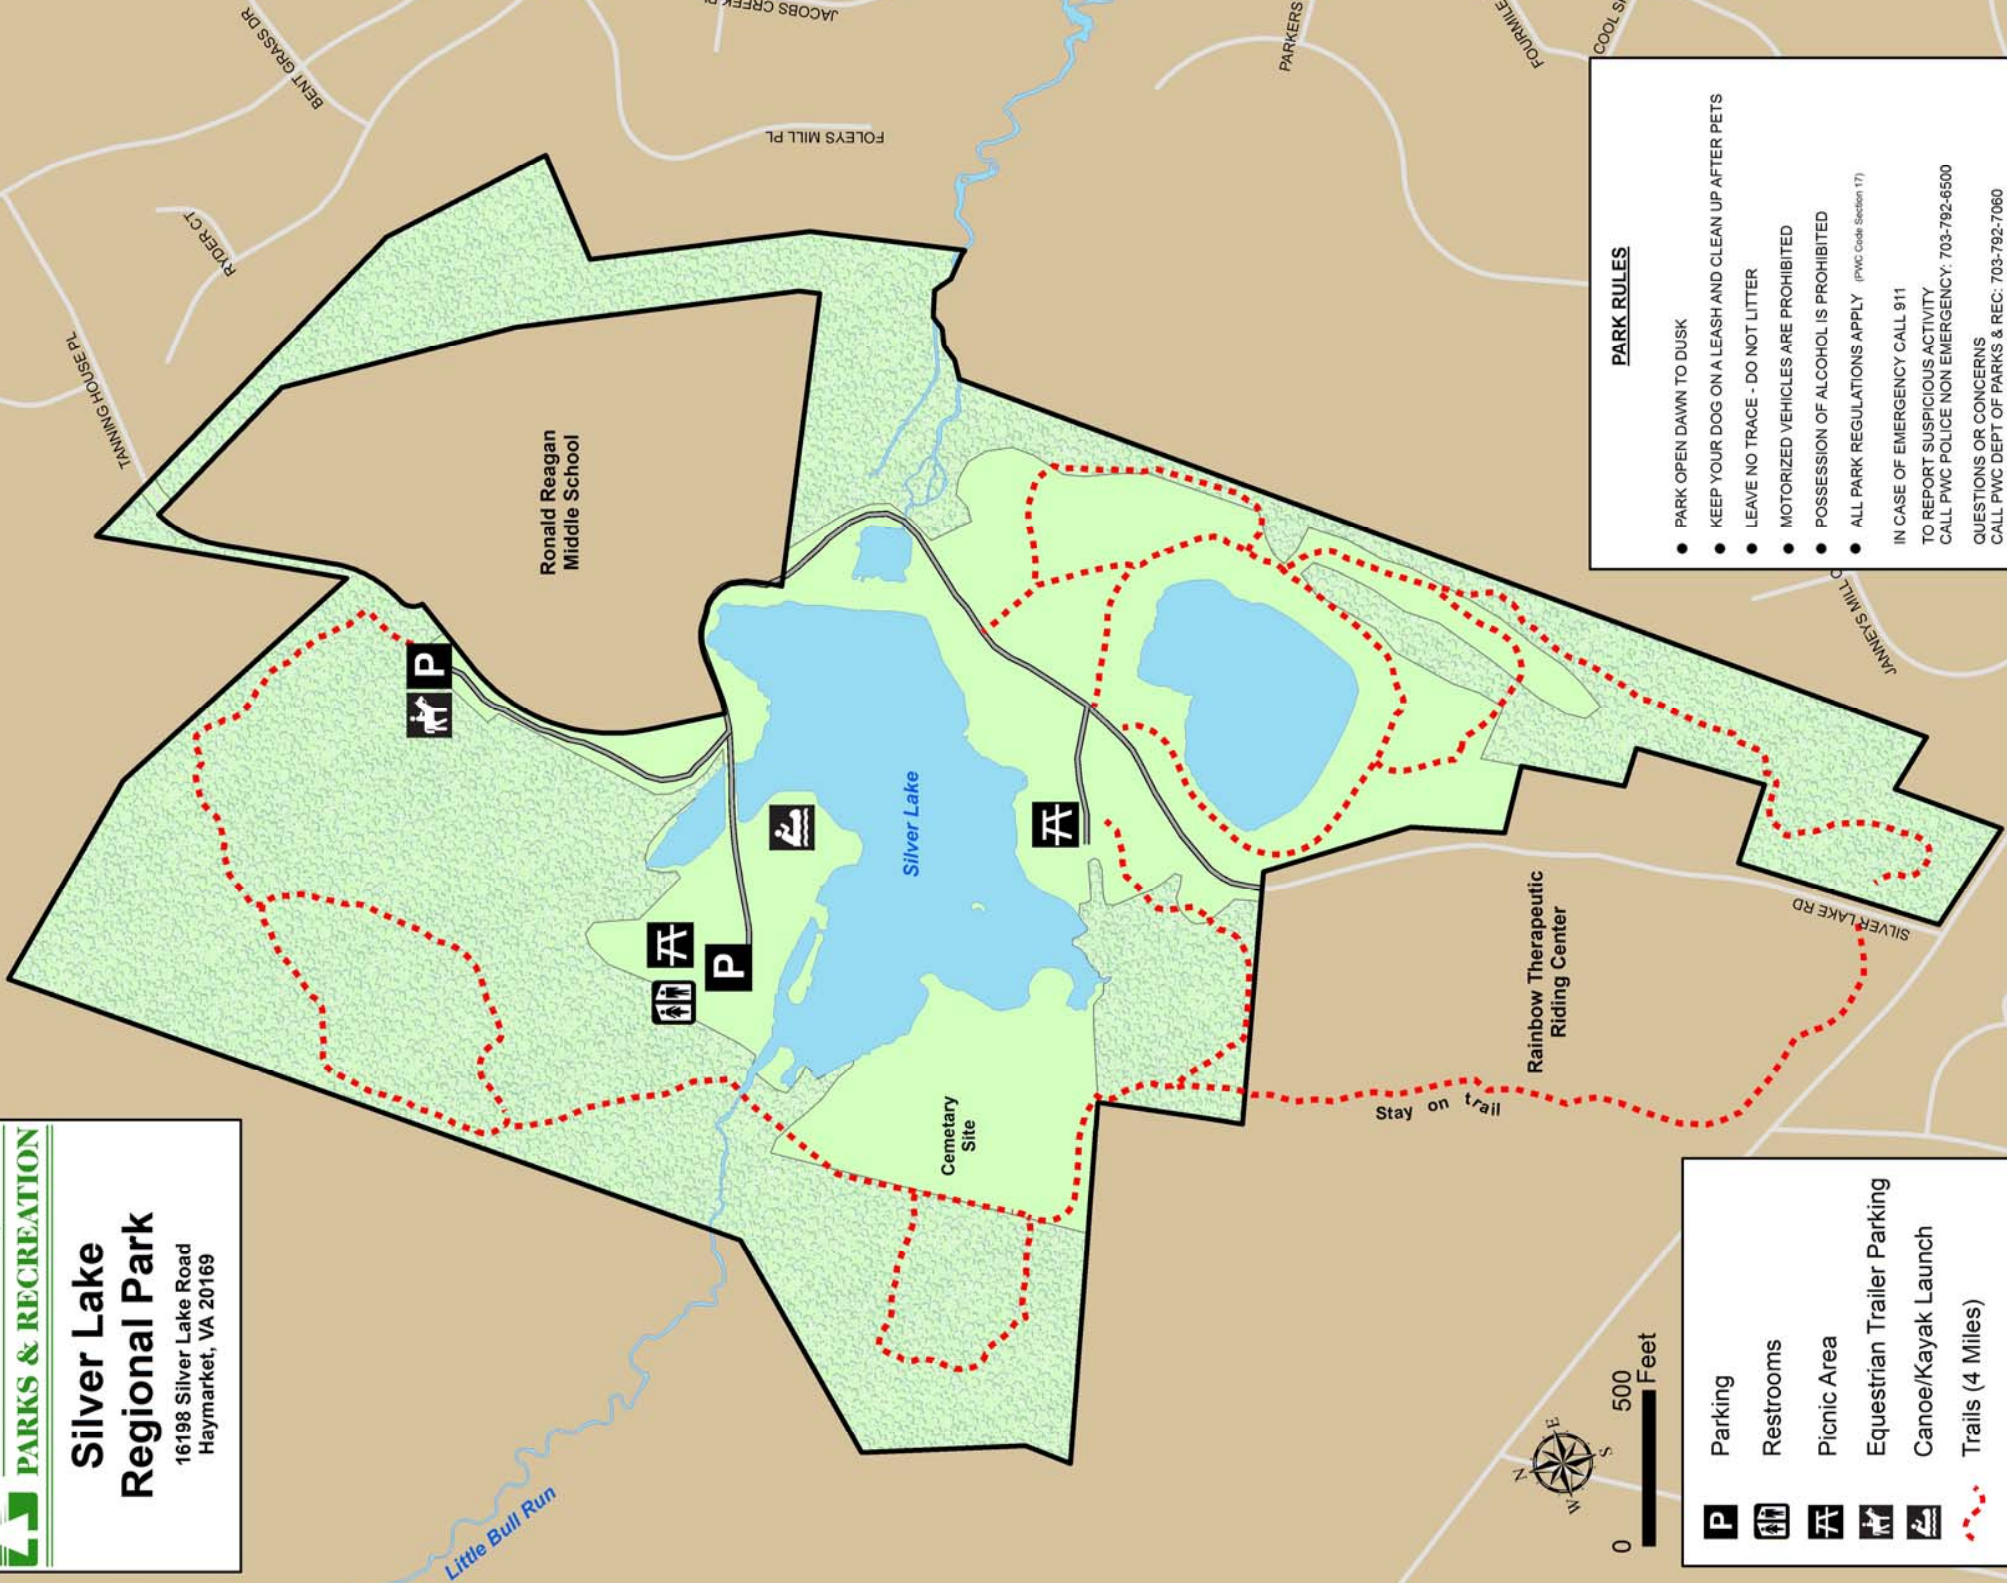 PARKS & RECREATION
Silver Lake
Regional Park
16198 Silver Lake Road
Haymarket, VA 20169
TANNING HOUSE PL
RYDER CT
BENT GRASS DR
FOLEYS MILL PL
JACOBS CREEK PL
PARKERS
FOURMILE
COOL S
Ronald Reagan
Middle School
P
P
Silver Lake
Cemetary
Site
Little Bull Run
Rainbow Therapeutic
Riding Center
Stay on trail
SILVER LAKE RD
JANNEYS MILL
PARK RULES
● PARK OPEN DAWN TO DUSK
● KEEP YOUR DOG ON A LEASH AND CLEAN UP AFTER PETS
● LEAVE NO TRACE - DO NOT LITTER
● MOTORIZED VEHICLES ARE PROHIBITED
● POSSESSION OF ALCOHOL IS PROHIBITED
● ALL PARK REGULATIONS APPLY (PWC Code Section 17)
IN CASE OF EMERGENCY CALL 911
TO REPORT SUSPICIOUS ACTIVITY
CALL PWC POLICE NON EMERGENCY: 703-792-6500
QUESTIONS OR CONCERNS
CALL PWC DEPT OF PARKS & REC: 703-792-7060
N
E
S
W
0 500
Feet
P Parking
Restrooms
Picnic Area
Equestrian Trailer Parking
Canoe/Kayak Launch
Trails (4 Miles)